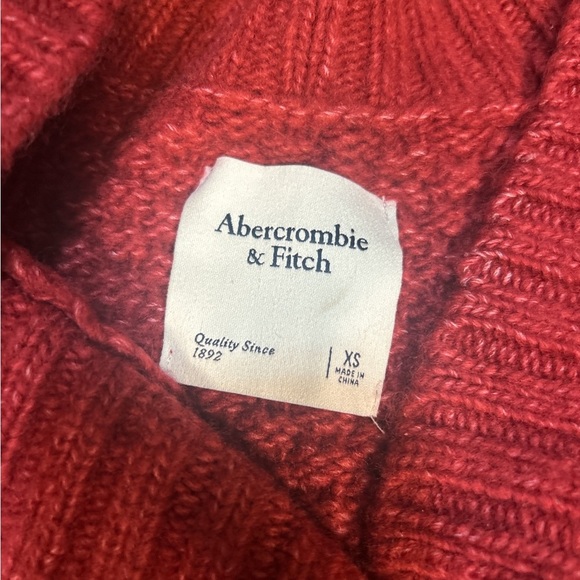 Abercrombie
& Fitch
Quality Since
1892
XS
MADE IN
CHINA